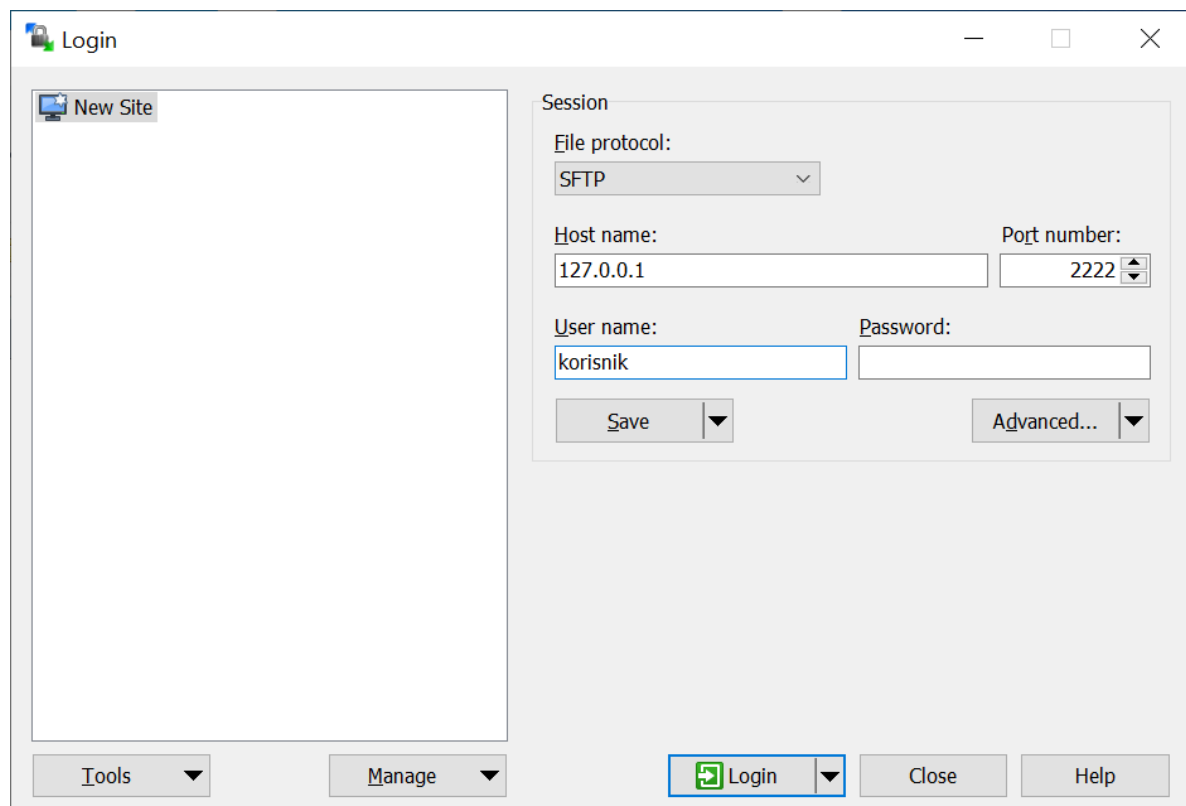 Login
New Site
Session
File protocol:
SFTP
Host name:
Port number:
127.0.0.1
2222
User name:
Password:
korisnik
Save
Advanced...
Tools
Manage
Login
Close
Help